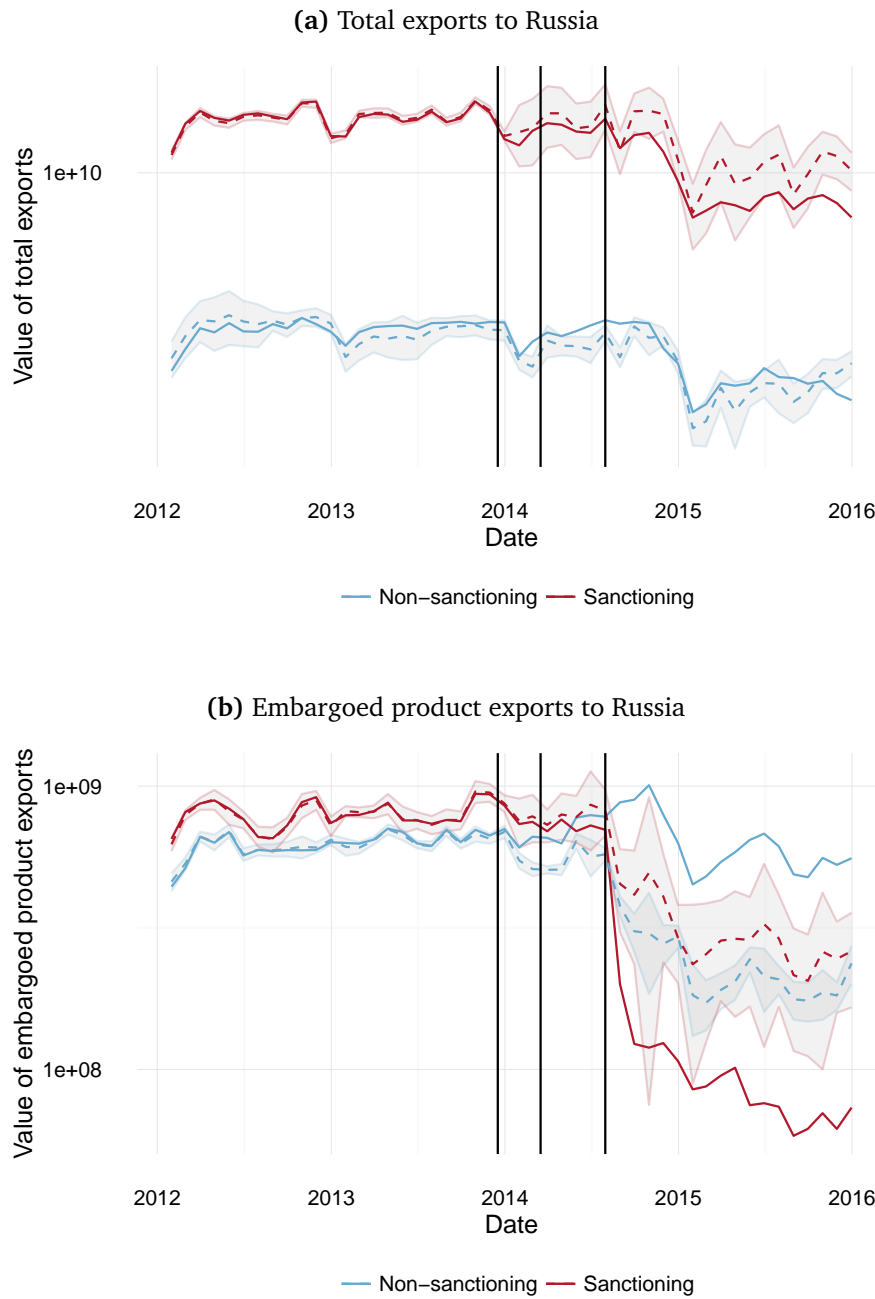 (a) Total exports to Russia
Value of total exports
1e+10
2012 2013 2014 2015 2016
Date
Non−sanctioning Sanctioning
(b) Embargoed product exports to Russia
Value of embargoed product exports
1e+09
1e+08
2012 2013 2014 2015 2016
Date
Non−sanctioning Sanctioning